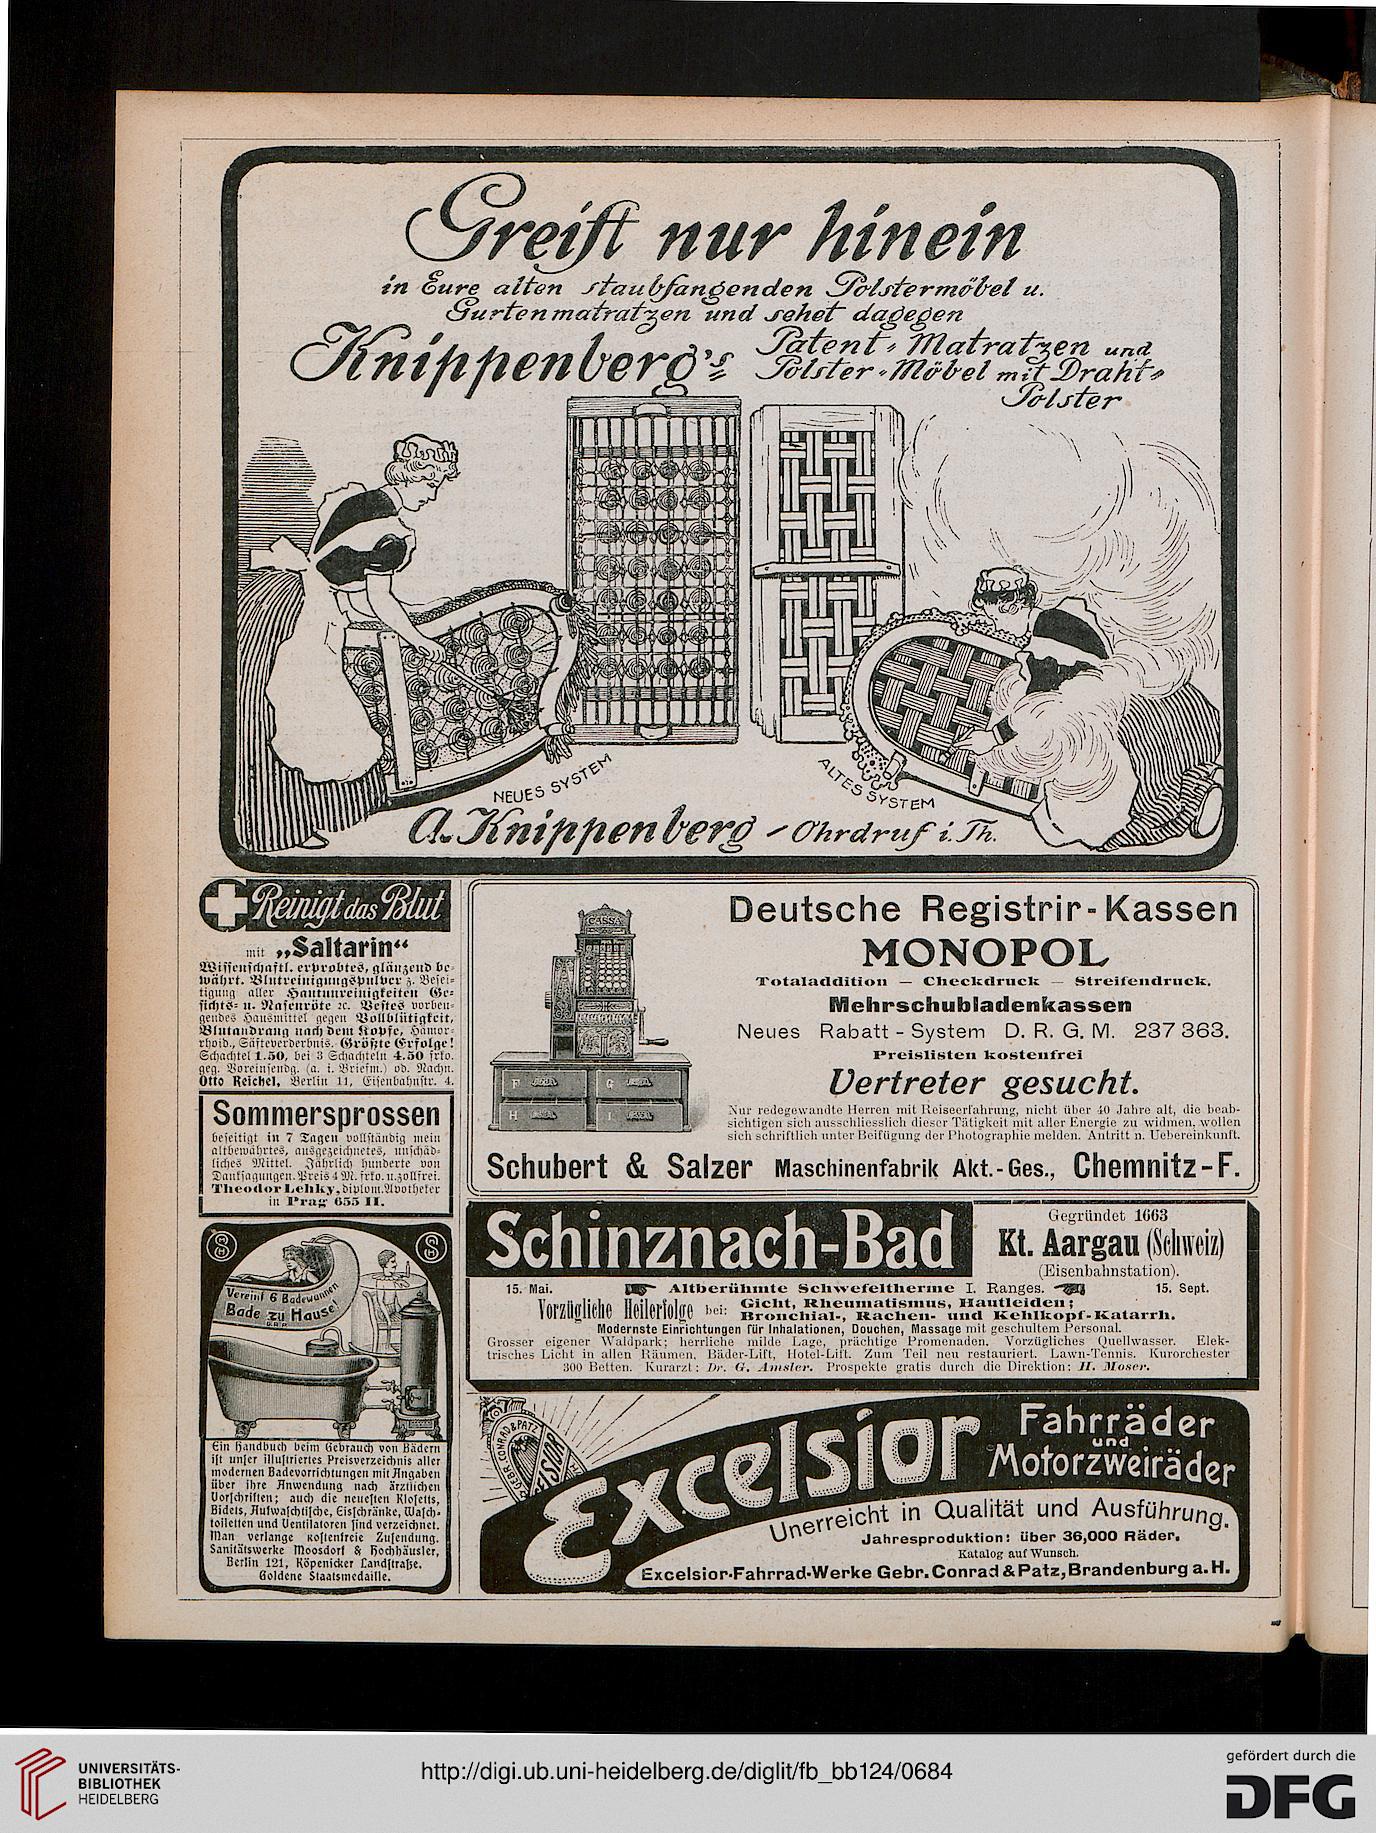 Greift nur hinein
in Eure alten staubfangenden Polstermöbel u.
Gurtenmatratzen und sehet dagegen
Knippenberg's
Patent-Matratzen und
Polster-Möbel mit Draht-
Polster
NEUES SYSTEM
ALTES SYSTEM
A. Knippenberg - Ohrdruf i. Th.
Reinigt das Blut
mit „Saltarin“
Wissenschaftl. erprobtes, glänzend be-
währt. Blutreinigungspulver z. Besei-
tigung aller Hautunreinigkeiten Ge-
sichts- u. Nasenröte ec. Bestes vorbeu-
gendes Hausmittel gegen Vollblütigkeit,
Blutandrang nach dem Kopfe, Hämor-
rhoid., Säfteverderbnis. Größte Erfolge!
Schachtel 1.50, bei 3 Schachteln 4.50 frko.
geg. Voreinsendg. (a. i. Briefm.) od. Nachn.
Otto Reichel, Berlin 11, Eisenbahnstr. 4.
Sommersprossen
beseitigt in 7 Tagen vollständig mein
altbewährtes, ausgezeichnetes, unschäd-
liches Mittel. Jährlich hunderte von
Danksagungen. Preis 4 M. frko. u. zollfrei.
Theodor Lehky, diplom. Apotheker
in Prag 655 II.
Vereint 6 Badewannen
Bade zu Hause!
D.R.P.
Ein Handbuch beim Gebrauch von Bädern
ist unser illustriertes Preisverzeichnis aller
modernen Badevorrichtungen mit Angaben
über ihre Anwendung nach ärztlichen
Vorschriften; auch die neuesten Klosetts,
Bidets, Aufwaschtische, Eisschränke, Wasch-
toiletten und Ventilatoren sind verzeichnet.
Man verlange kostenfreie Zusendung.
Sanitätswerke Moosdorf & Hochhäusler,
Berlin 121, Köpenicker Landstraße.
Goldene Staatsmedaille.
CASSA
F G
H I
Deutsche Registrir-Kassen
MONOPOL
Totaladdition — Checkdruck — Streifendruck.
Mehrschubladenkassen
Neues Rabatt-System D. R. G. M. 237 363.
Preislisten kostenfrei
Vertreter gesucht.
Nur redegewandte Herren mit Reiseerfahrung, nicht über 40 Jahre alt, die beab-
sichtigen sich ausschliesslich dieser Tätigkeit mit aller Energie zu widmen, wollen
sich schriftlich unter Beifügung der Photographie melden. Antritt n. Uebereinkunft.
Schubert & Salzer Maschinenfabrik Akt.-Ges., Chemnitz-F.
Schinznach-Bad
Gegründet 1663
Kt. Aargau (Schweiz)
(Eisenbahnstation).
15. Mai. Altberühmte Schwefeltherme I. Ranges. 15. Sept.
Vorzügliche Heilerfolge bei: Gicht, Rheumatismus, Hautleiden;
Bronchial-, Rachen- und Kehlkopf-Katarrh.
Modernste Einrichtungen für Inhalationen, Douchen, Massage mit geschultem Personal.
Grosser eigener Waldpark; herrliche milde Lage, prächtige Promenaden. Vorzügliches Quellwasser. Elek-
trisches Licht in allen Räumen, Bäder-Lift, Hotel-Lift. Zum Teil neu restauriert. Lawn-Tennis. Kurorchester
300 Betten. Kurarzt: Dr. G. Amsler. Prospekte gratis durch die Direktion: H. Moser.
GEBR. CONRAD & PATZ
Excelsior
Fahrräder
und
Motorzweiräder
Unerreicht in Qualität und Ausführung.
Jahresproduktion: über 36,000 Räder.
Katalog auf Wunsch.
Excelsior-Fahrrad-Werke Gebr. Conrad & Patz, Brandenburg a. H.
UNIVERSITÄTS-
BIBLIOTHEK
HEIDELBERG
http://digi.ub.uni-heidelberg.de/diglit/fb_bb124/0684
gefördert durch die
DFG